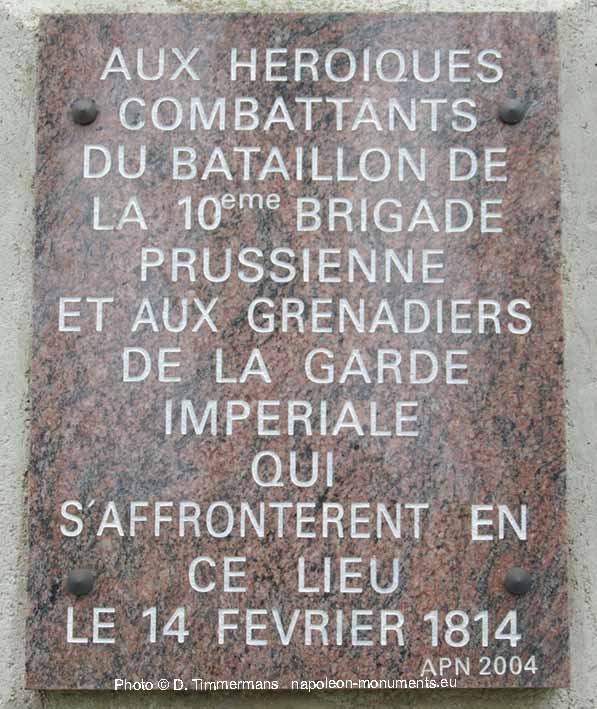 AUX HEROIQUES
COMBATTANTS
DU BATAILLON DE
LA 10eme BRIGADE
PRUSSIENNE
ET AUX GRENADIERS
DE LA GARDE
IMPERIALE
QUI
S'AFFRONTERENT EN
CE LIEU
LE 14 FEVRIER 1814
APN 2004
Photo © D. Timmermans napoleon-monuments.eu